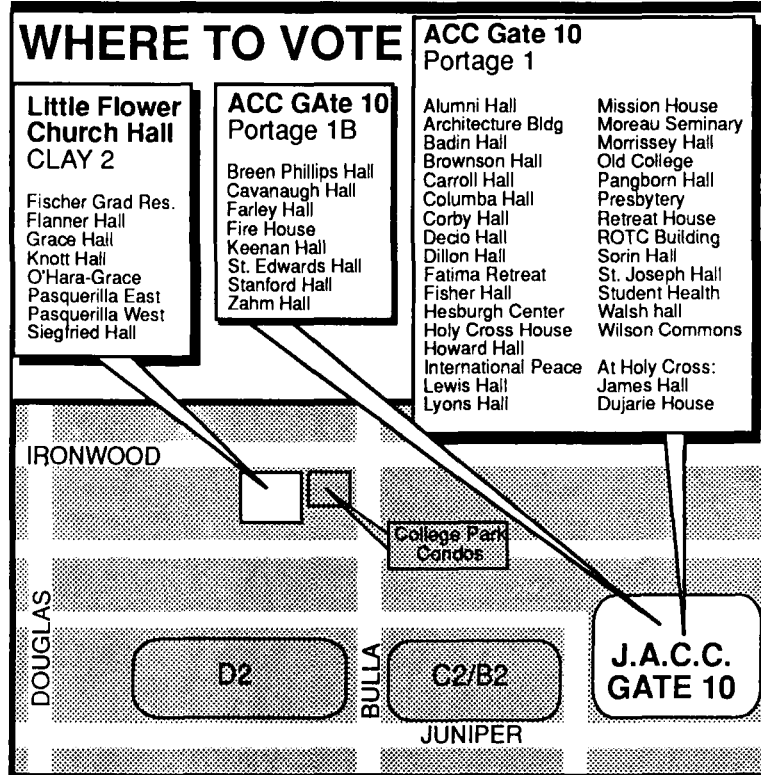 WHERE TO VOTE
Little Flower
Church Hall
CLAY 2
Fischer Grad Res.
Flanner Hall
Grace Hall
Knott Hall
O'Hara-Grace
Pasquerilla East
Pasquerilla West
Siegfried Hall
ACC GAte 10
Portage 1B
Breen Phillips Hall
Cavanaugh Hall
Farley Hall
Fire House
Keenan Hall
St. Edwards Hall
Stanford Hall
Zahm Hall
ACC Gate 10
Portage 1
Alumni Hall
Architecture Bldg
Badin Hall
Brownson Hall
Carroll Hall
Columba Hall
Corby Hall
Decio Hall
Dillon Hall
Fatima Retreat
Fisher Hall
Hesburgh Center
Holy Cross House
Howard Hall
International Peace
Lewis Hall
Lyons Hall
Mission House
Moreau Seminary
Morrissey Hall
Old College
Pangborn Hall
Presbytery
Retreat House
ROTC Building
Sorin Hall
St. Joseph Hall
Student Health
Walsh hall
Wilson Commons
At Holy Cross:
James Hall
Dujarie House
IRONWOOD
College Park
Condos
DOUGLAS
D2
BULLA
C2/B2
J.A.C.C.
GATE 10
JUNIPER